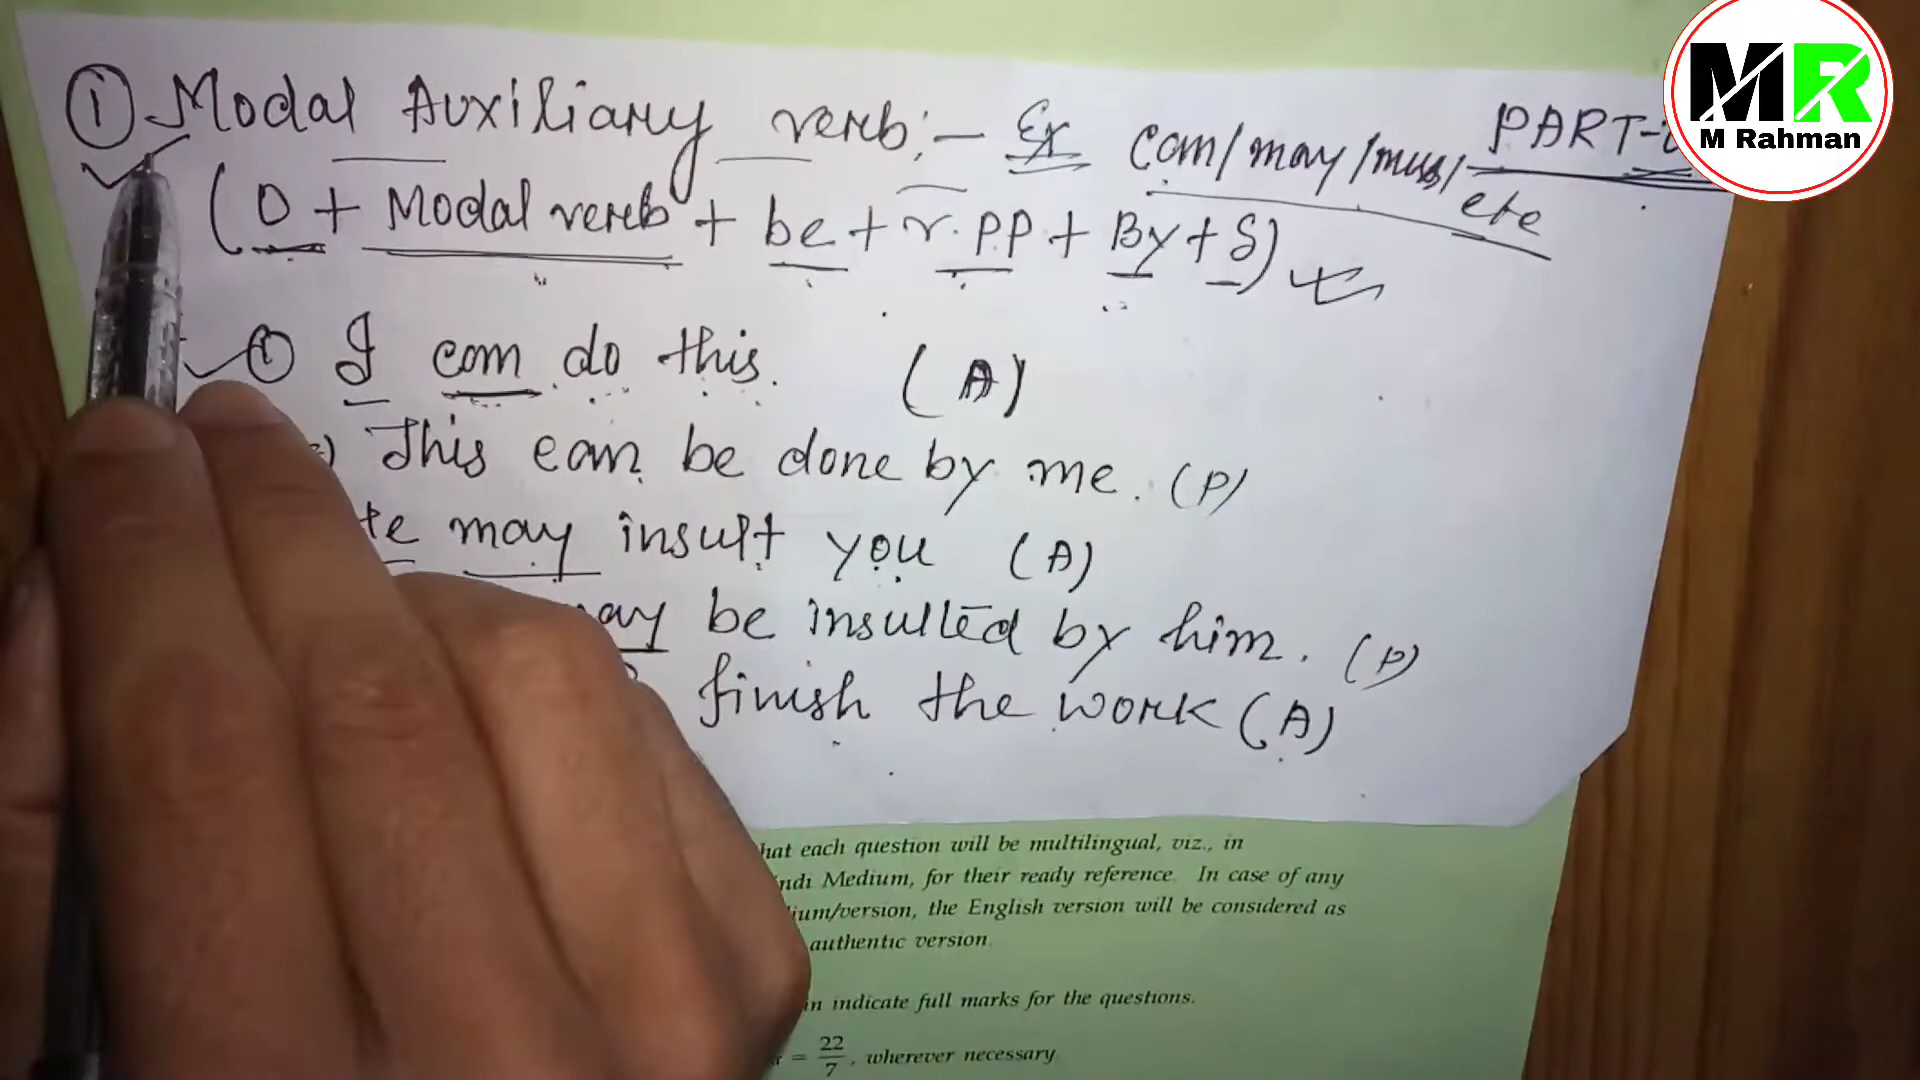 ① Modal Auxiliary verb:- Ex can/may/must/etc PART-
(O + Modal verb + be + v.pp + By + S)
① I can do this. (A)
This can be done by me. (P)
may insult you (A)
may be insulted by him. (P)
finish the work (A)
hat each question will be multilingual, viz., in
ndi Medium, for their ready reference. In case of any
ium/version, the English version will be considered as
authentic version.
in indicate full marks for the questions.
= 22/7, wherever necessary
MR
M Rahman